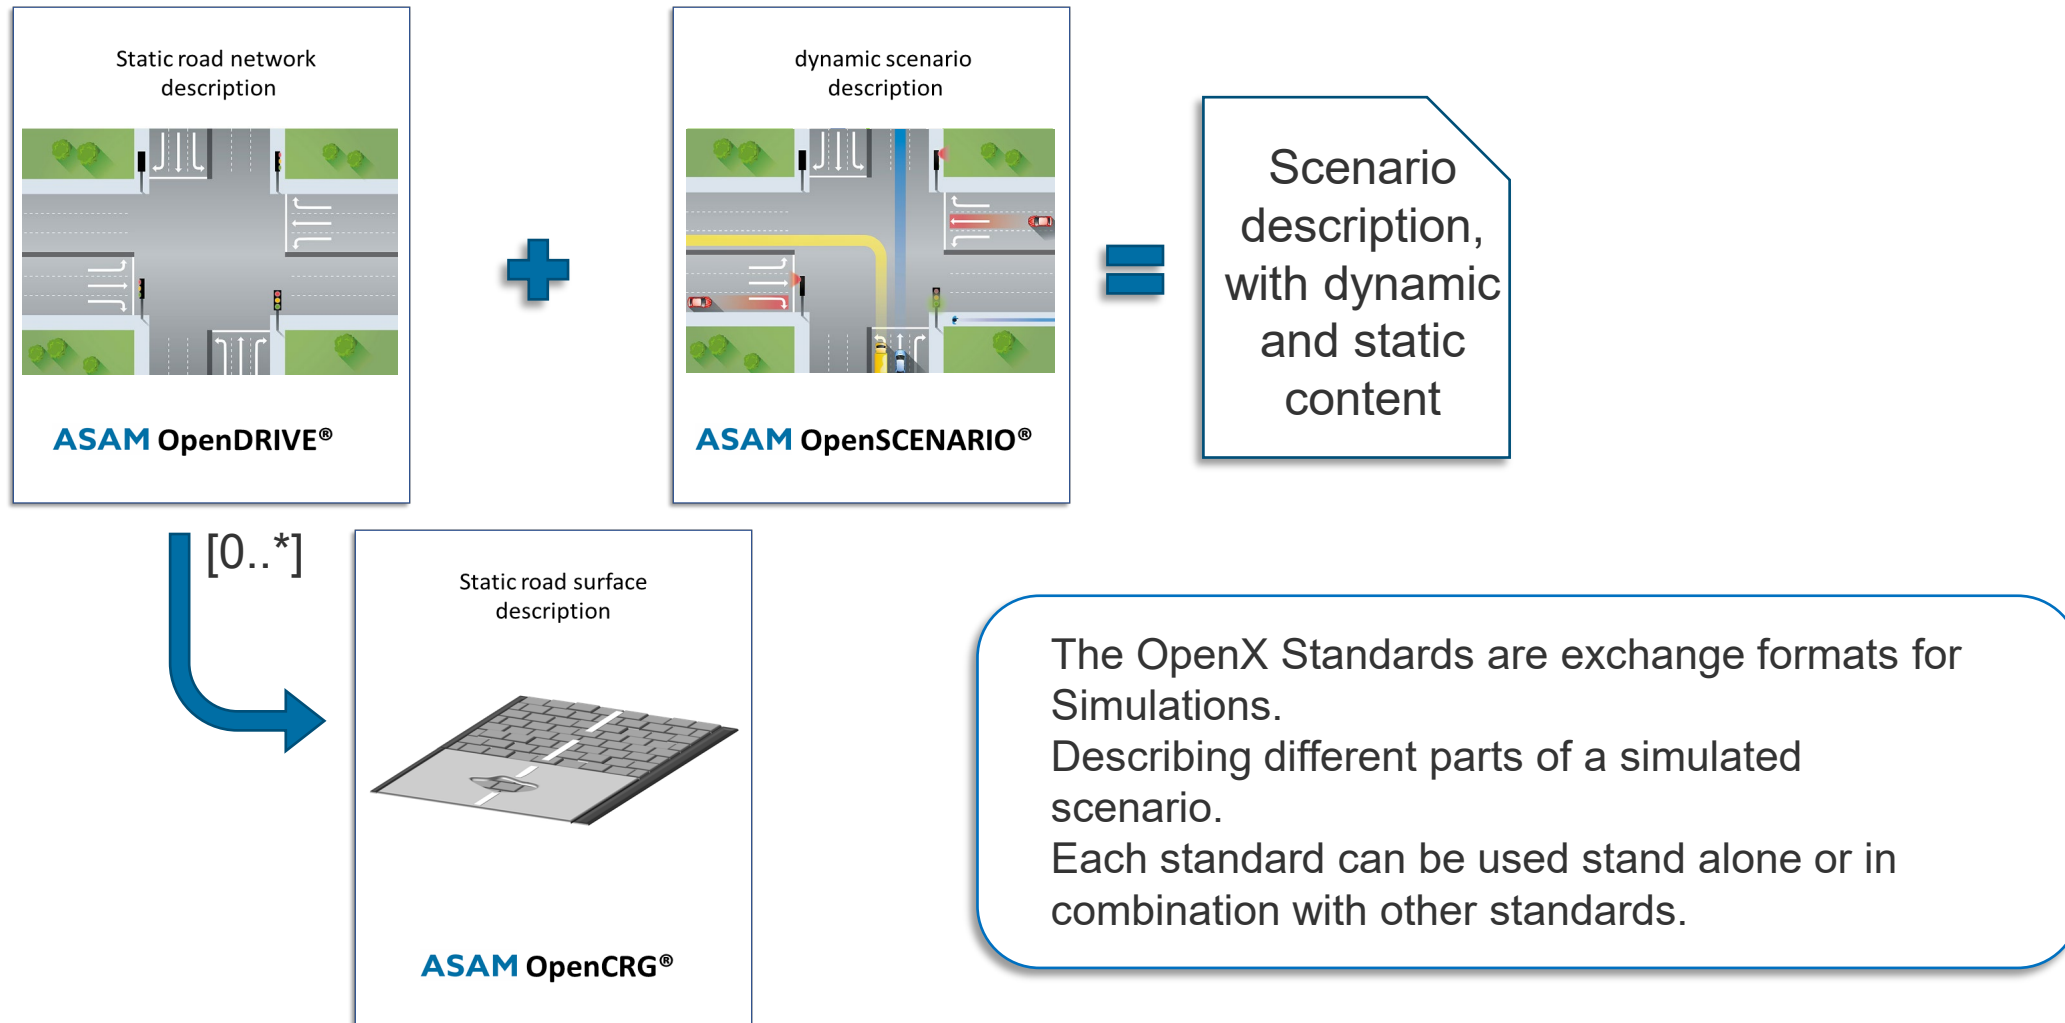 Static road network
description
ASAM OpenDRIVE®
dynamic scenario
description
ASAM OpenSCENARIO®
Scenario
description,
with dynamic
and static
content
[0..*]
Static road surface
description
ASAM OpenCRG®
The OpenX Standards are exchange formats for
Simulations.
Describing different parts of a simulated
scenario.
Each standard can be used stand alone or in
combination with other standards.